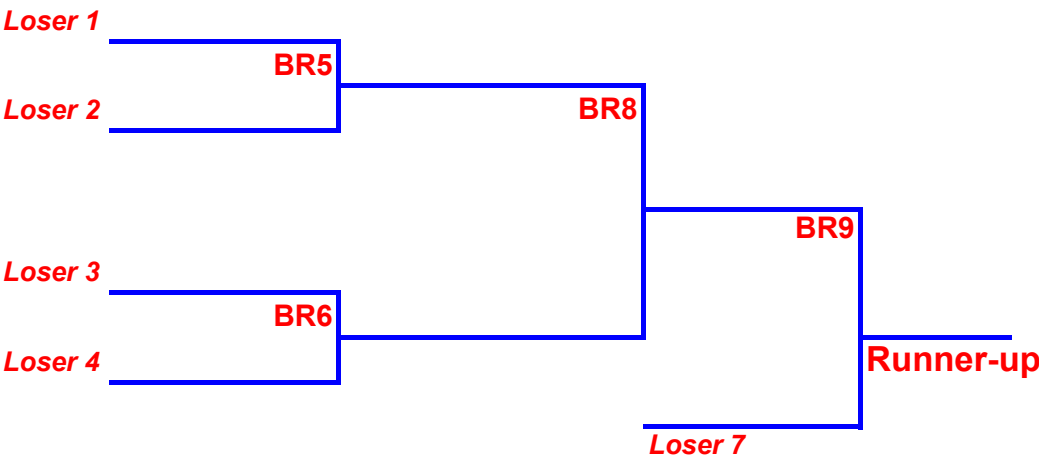 Loser 1
BR5
Loser 2
BR8
BR9
Loser 3
BR6
Loser 4
Runner-up
Loser 7